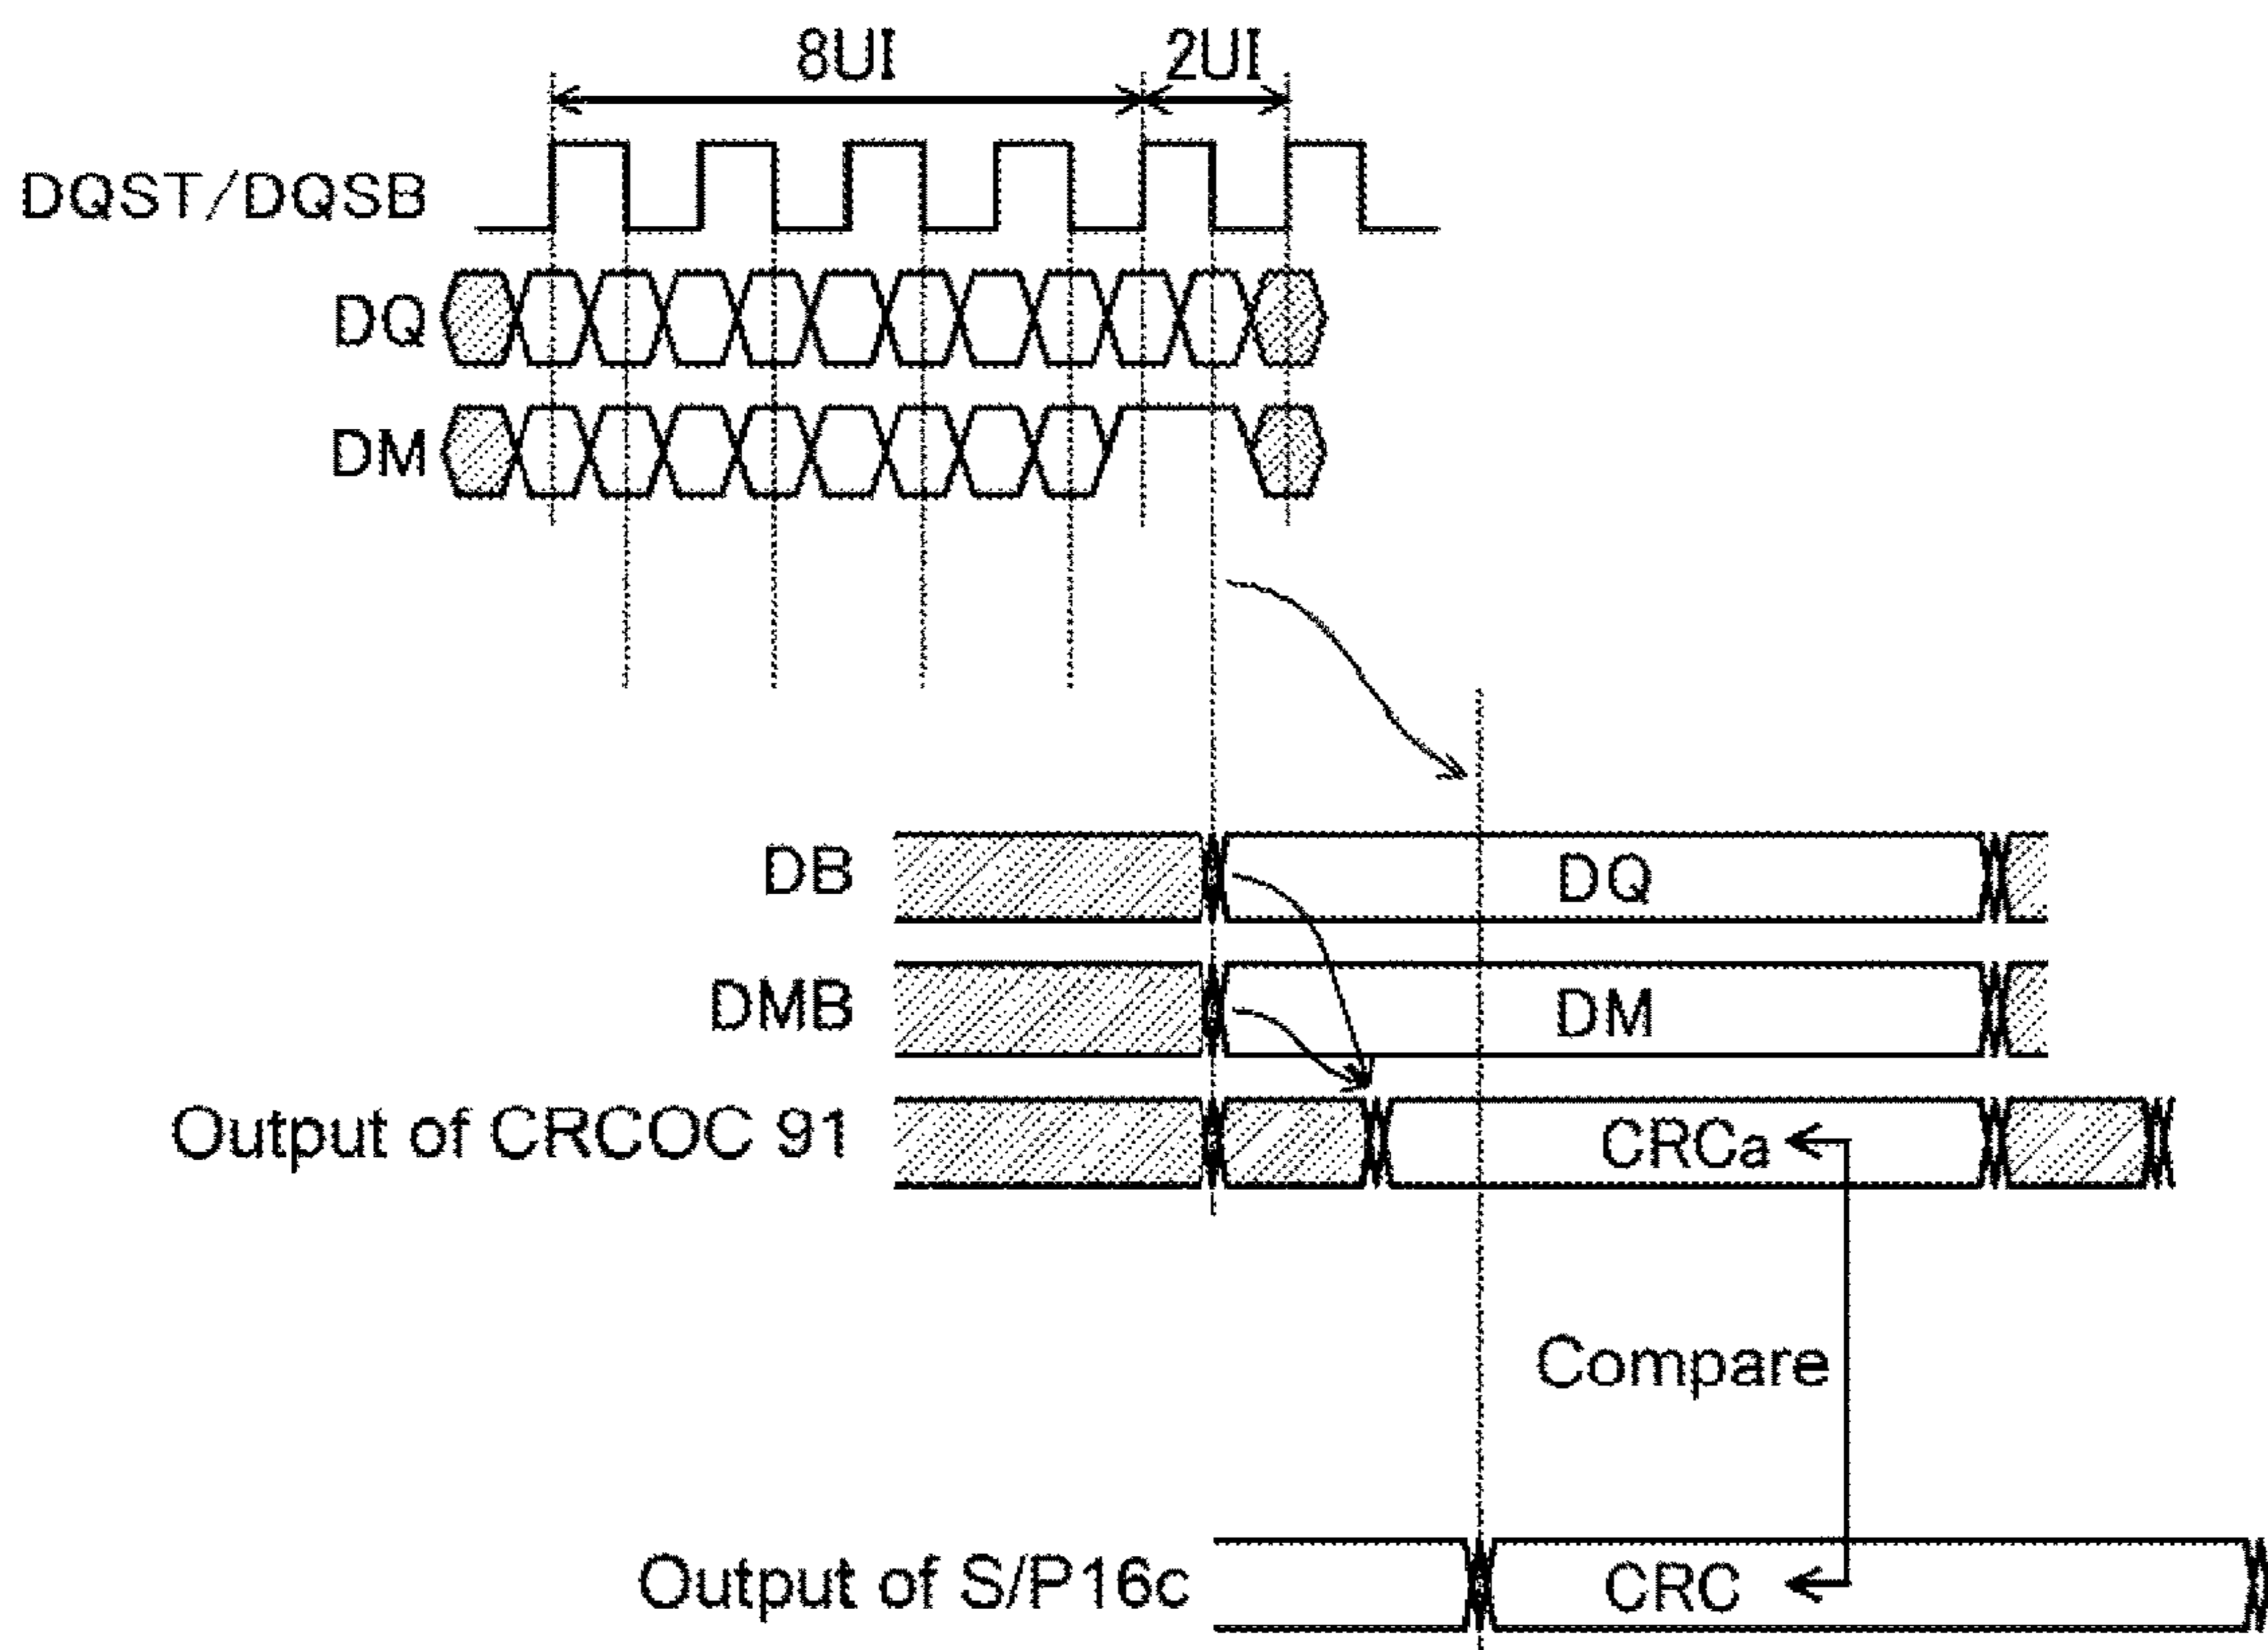 8UI 2UI
DQST/DQSB
DQ
DM
DB DQ
DMB DM
Output of CRCOC 91 CRCa
Compare
Output of S/P16c CRC